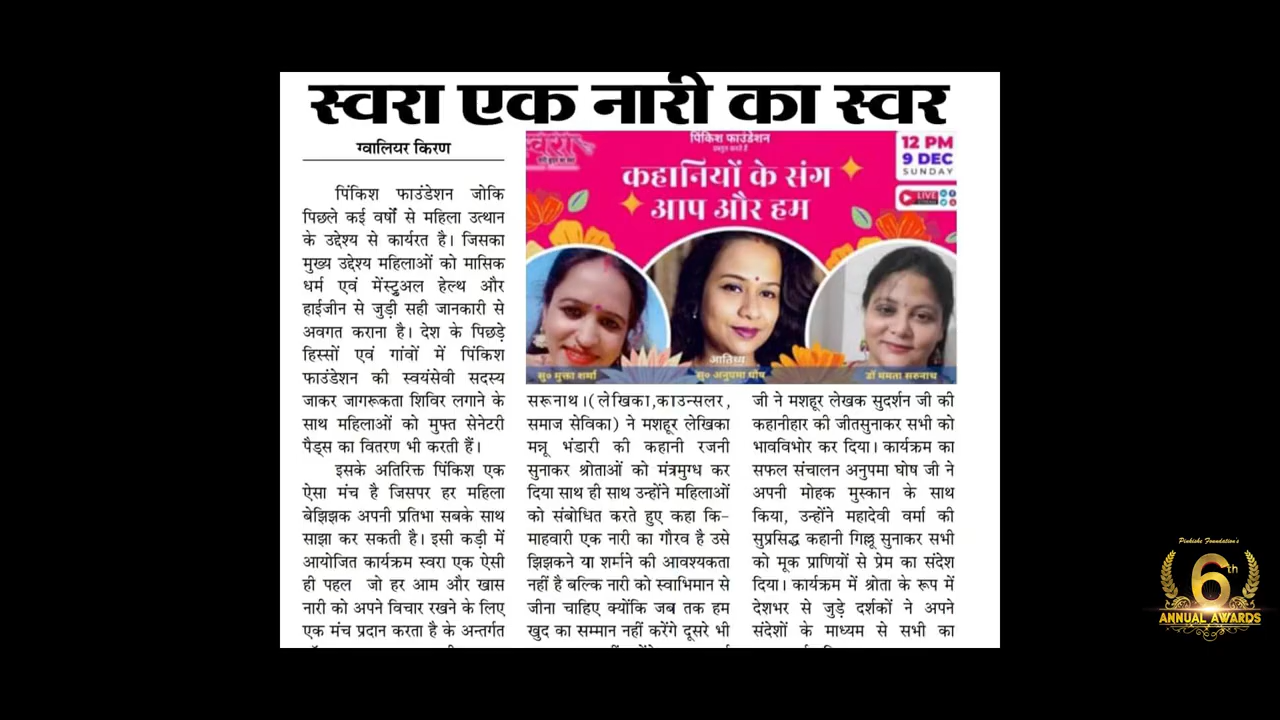 स्वरा एक नारी का स्वर
ग्वालियर किरण
पिंकिश फाउंडेशन जोकि
पिछले कई वर्षों से महिला उत्थान
के उद्देश्य से कार्यरत है। जिसका
मुख्य उद्देश्य महिलाओं को मासिक
धर्म एवं मेंस्ट्रुअल हेल्थ और
हाईजीन से जुड़ी सही जानकारी से
अवगत कराना है। देश के पिछड़े
हिस्सों एवं गांवों में पिंकिश
फाउंडेशन की स्वयंसेवी सदस्य
जाकर जागरूकता शिविर लगाने के
साथ महिलाओं को मुफ्त सेनेटरी
पैड्स का वितरण भी करती हैं।
इसके अतिरिक्त पिंकिश एक
ऐसा मंच है जिसपर हर महिला
बेझिझक अपनी प्रतिभा सबके साथ
साझा कर सकती है। इसी कड़ी में
आयोजित कार्यक्रम स्वरा एक ऐसी
ही पहल जो हर आम और खास
नारी को अपने विचार रखने के लिए
एक मंच प्रदान करता है के अन्तर्गत
स्वरा
पिंकिश फाउंडेशन
प्रस्तुत करते हैं
कहानियों के संग
आप और हम
12 PM
9 DEC
SUNDAY
LIVE
आतिथ्य
सु० मुक्ता शर्मा
सु० अनुपमा घोष
डॉ ममता सरुनाथ
सरूनाथ।(लेखिका,काउन्सलर,
समाज सेविका) ने मशहूर लेखिका
मन्नू भंडारी की कहानी रजनी
सुनाकर श्रोताओं को मंत्रमुग्ध कर
दिया साथ ही साथ उन्होंने महिलाओं
को संबोधित करते हुए कहा कि-
माहवारी एक नारी का गौरव है उसे
झिझकने या शर्माने की आवश्यकता
नहीं है बल्कि नारी को स्वाभिमान से
जीना चाहिए क्योंकि जब तक हम
खुद का सम्मान नहीं करेंगे दूसरे भी
जी ने मशहूर लेखक सुदर्शन जी की
कहानीहार की जीतसुनाकर सभी को
भावविभोर कर दिया। कार्यक्रम का
सफल संचालन अनुपमा घोष जी ने
अपनी मोहक मुस्कान के साथ
किया, उन्होंने महादेवी वर्मा की
सुप्रसिद्ध कहानी गिल्लू सुनाकर सभी
को मूक प्राणियों से प्रेम का संदेश
दिया। कार्यक्रम में श्रोता के रूप में
देशभर से जुड़े दर्शकों ने अपने
संदेशों के माध्यम से सभी का
Pinkishe Foundation's
6th
ANNUAL AWARDS